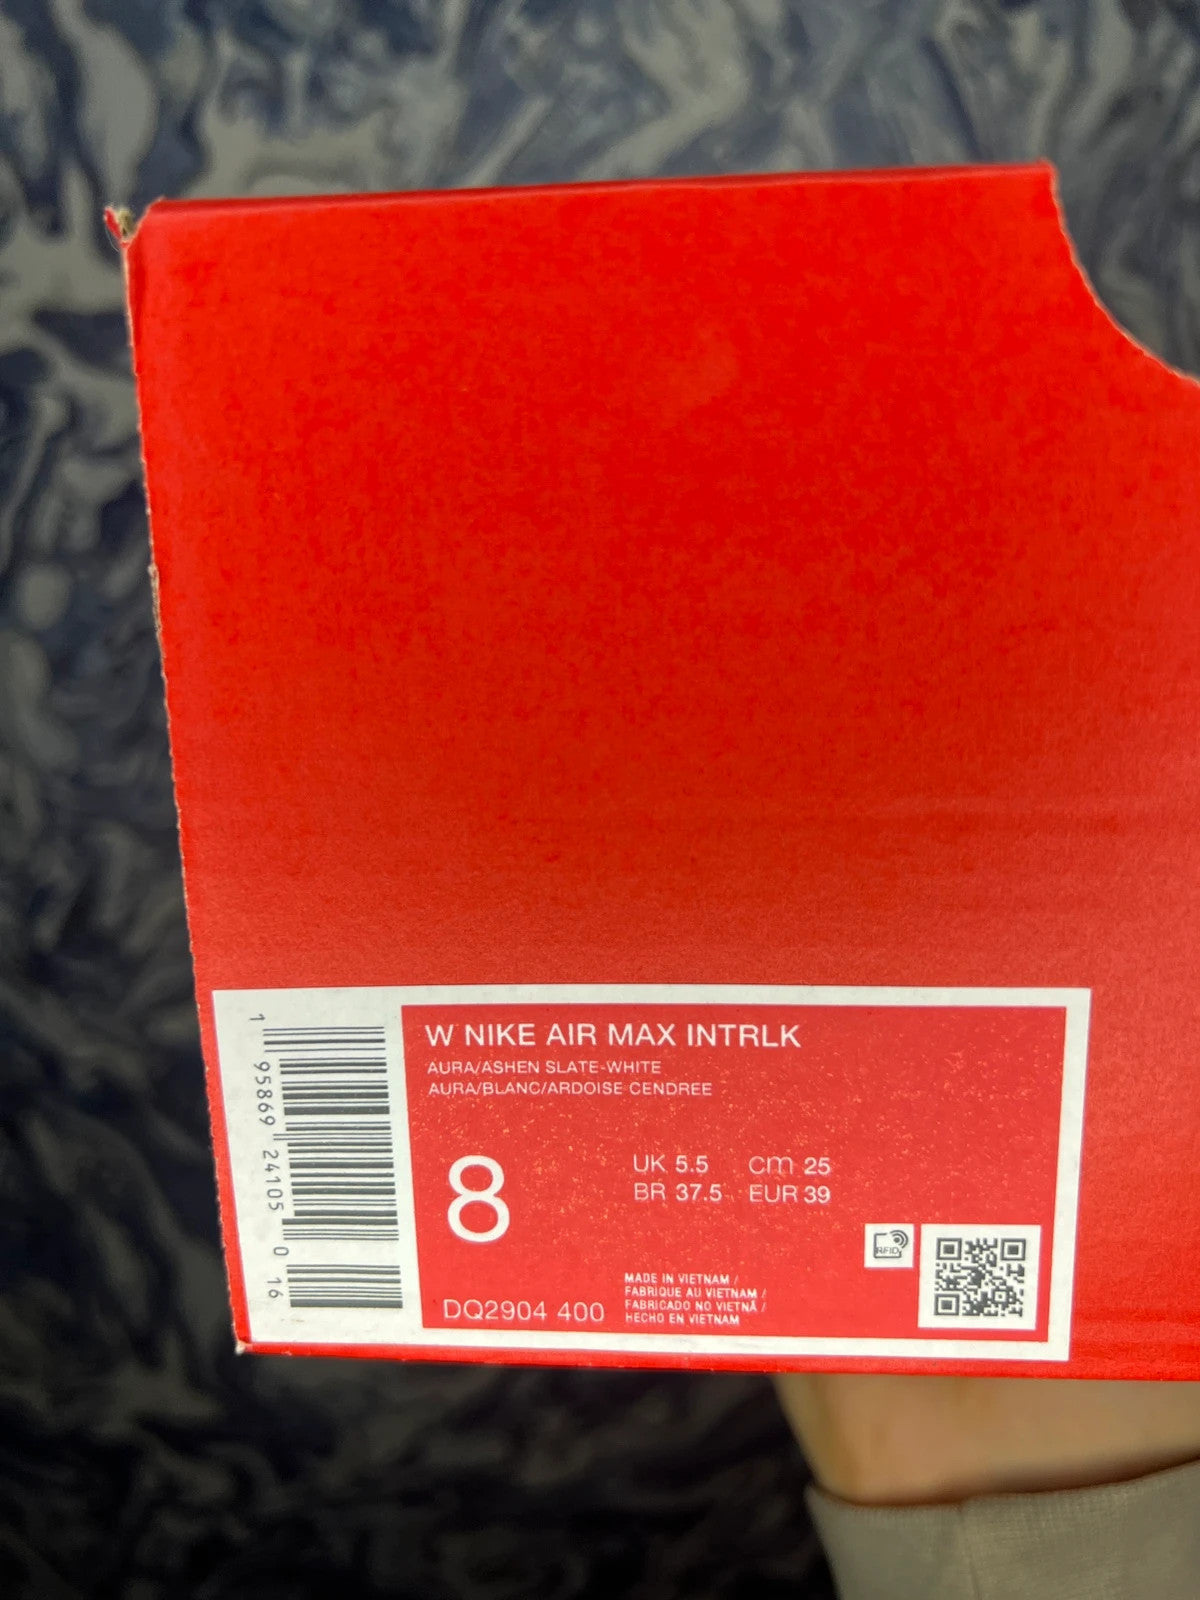 W NIKE AIR MAX INTRLK
AURA/ASHEN SLATE-WHITE
AURA/BLANC/ARDOISE CENDREE
8
UK 5.5 cm 25
BR 37.5 EUR 39
DQ2904 400
MADE IN VIETNAM /
FABRIQUE AU VIETNAM /
FABRICADO NO VIETNÃ /
HECHO EN VIETNAM
RFID
1 95869 24105 0 16